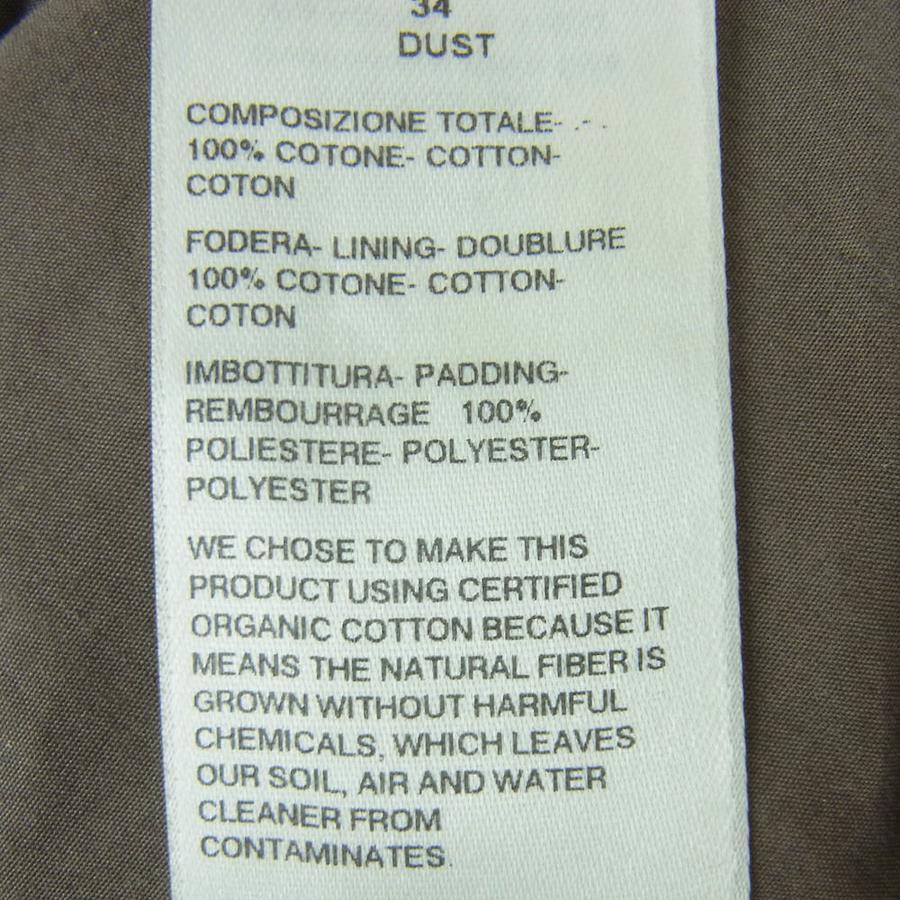 34
DUST
COMPOSIZIONE TOTALE- .- .
100% COTONE- COTTON-
COTON
FODERA- LINING- DOUBLURE
100% COTONE- COTTON-
COTON
IMBOTTITURA- PADDING-
REMBOURRAGE 100%
POLIESTERE- POLYESTER-
POLYESTER
WE CHOSE TO MAKE THIS
PRODUCT USING CERTIFIED
ORGANIC COTTON BECAUSE IT
MEANS THE NATURAL FIBER IS
GROWN WITHOUT HARMFUL
CHEMICALS, WHICH LEAVES
OUR SOIL, AIR AND WATER
CLEANER FROM
CONTAMINATES.